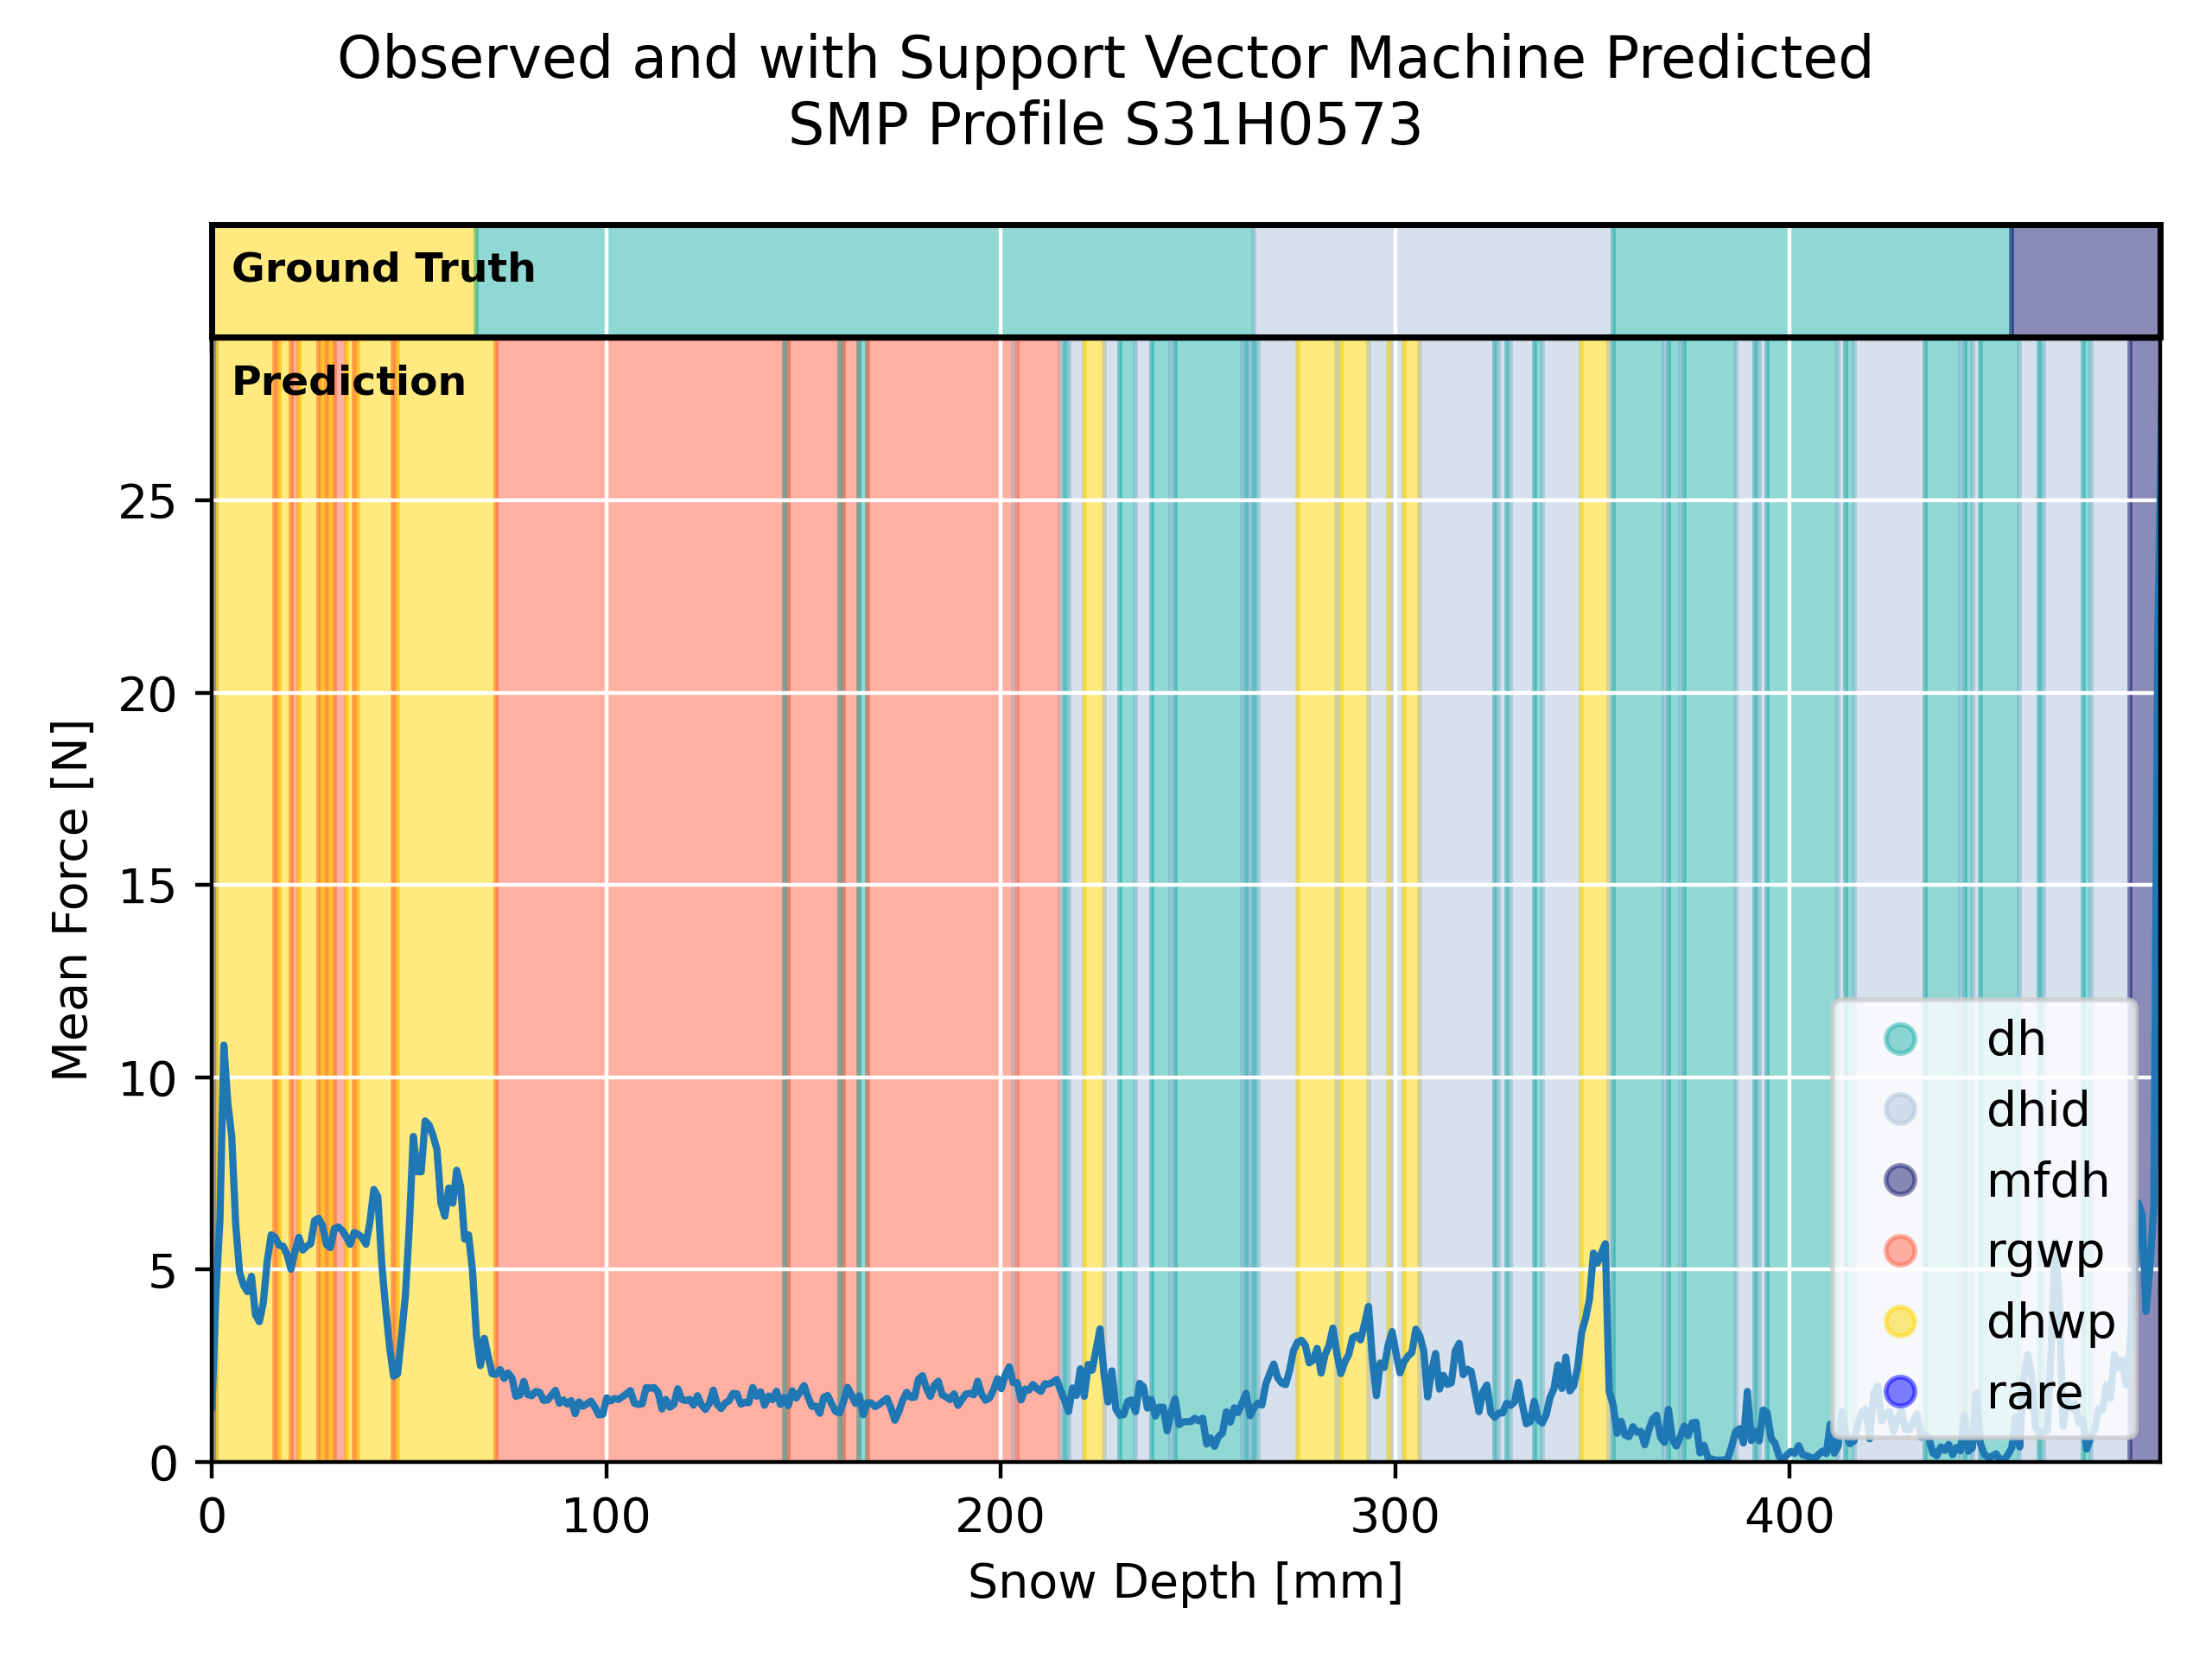 Observed and with Support Vector Machine Predicted
SMP Profile S31H0573
Ground Truth
Prediction
Mean Force [N]
25
20
15
10
5
0
dh
dhid
mfdh
rgwp
dhwp
rare
0 100 200 300 400
Snow Depth [mm]